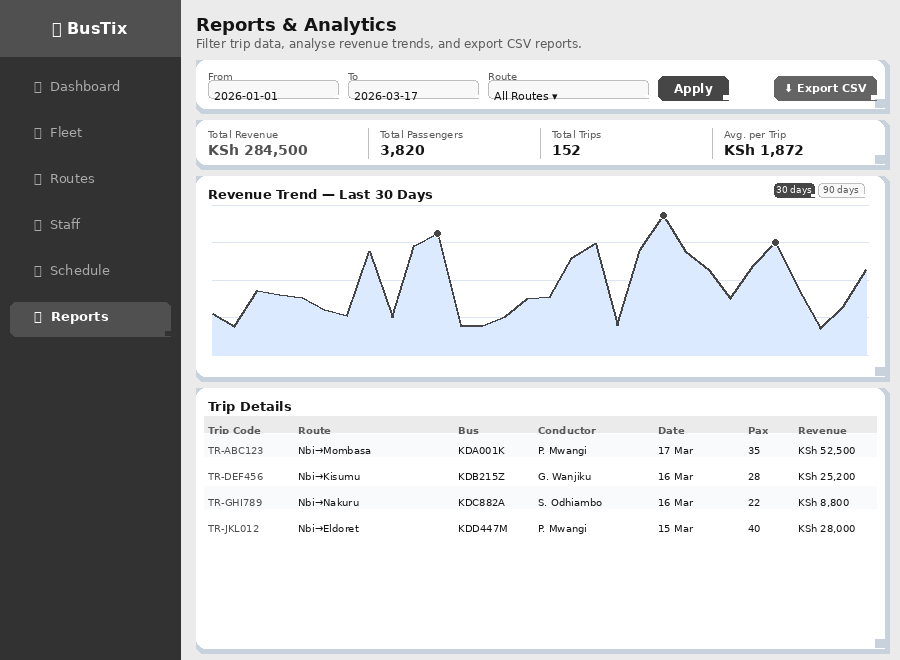 BusTix
Dashboard
Fleet
Routes
Staff
Schedule
Reports
Reports & Analytics
Filter trip data, analyse revenue trends, and export CSV reports.
From To Route
2026-01-01 2026-03-17 All Routes ▾ Apply ⬇ Export CSV
Total Revenue Total Passengers Total Trips Avg. per Trip
KSh 284,500 3,820 152 KSh 1,872
Revenue Trend — Last 30 Days 30 days 90 days
Trip Details
Trip Code Route Bus Conductor Date Pax Revenue
TR-ABC123 Nbi→Mombasa KDA001K P. Mwangi 17 Mar 35 KSh 52,500
TR-DEF456 Nbi→Kisumu KDB215Z G. Wanjiku 16 Mar 28 KSh 25,200
TR-GHI789 Nbi→Nakuru KDC882A S. Odhiambo 16 Mar 22 KSh 8,800
TR-JKL012 Nbi→Eldoret KDD447M P. Mwangi 15 Mar 40 KSh 28,000